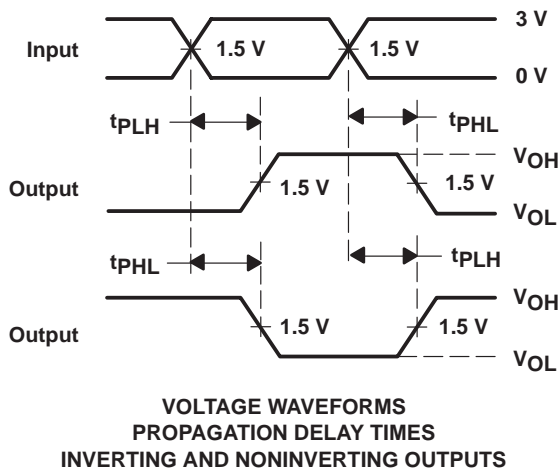 3 V
Input
1.5 V
1.5 V
0 V
tPLH
tPHL
VOH
Output
1.5 V
1.5 V
VOL
tPHL
tPLH
VOH
Output
1.5 V
1.5 V
VOL
VOLTAGE WAVEFORMS
PROPAGATION DELAY TIMES
INVERTING AND NONINVERTING OUTPUTS